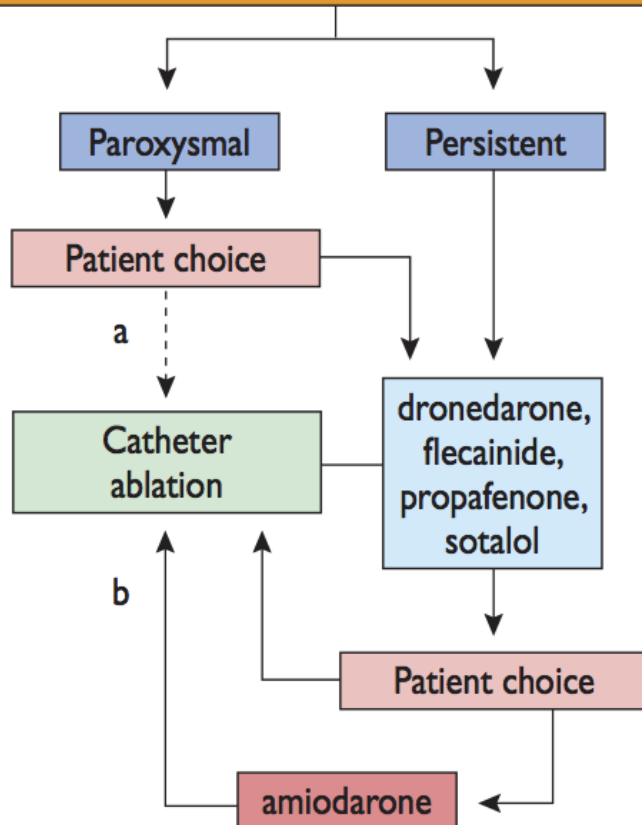 Paroxysmal
Persistent
Patient choice
a
Catheter
ablation
dronedarone,
flecainide,
propafenone,
sotalol
b
Patient choice
amiodarone